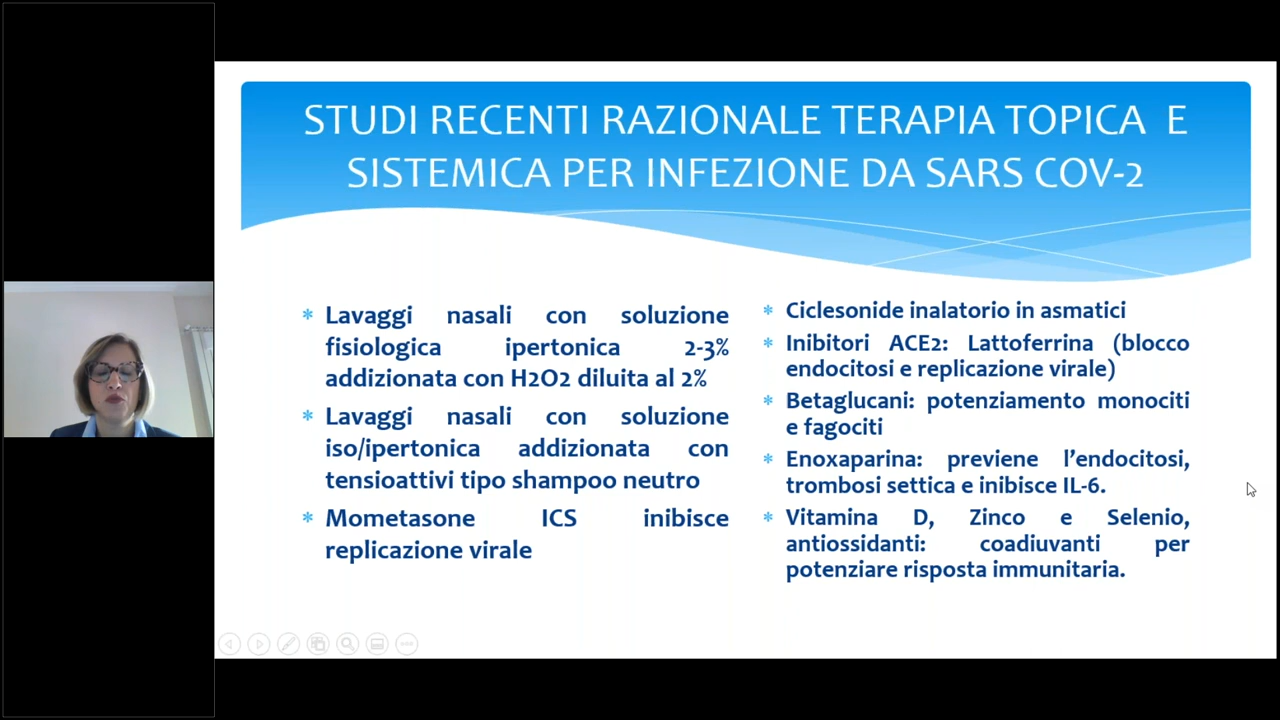 STUDI RECENTI RAZIONALE TERAPIA TOPICA E
SISTEMICA PER INFEZIONE DA SARS COV-2
* Lavaggi nasali con soluzione
fisiologica ipertonica 2-3%
addizionata con H2O2 diluita al 2%
* Lavaggi nasali con soluzione
iso/ipertonica addizionata con
tensioattivi tipo shampoo neutro
* Mometasone ICS inibisce
replicazione virale
* Ciclesonide inalatorio in asmatici
* Inibitori ACE2: Lattoferrina (blocco
endocitosi e replicazione virale)
* Betaglucani: potenziamento monociti
e fagociti
* Enoxaparina: previene l’endocitosi,
trombosi settica e inibisce IL-6.
* Vitamina D, Zinco e Selenio,
antiossidanti: coadiuvanti per
potenziare risposta immunitaria.